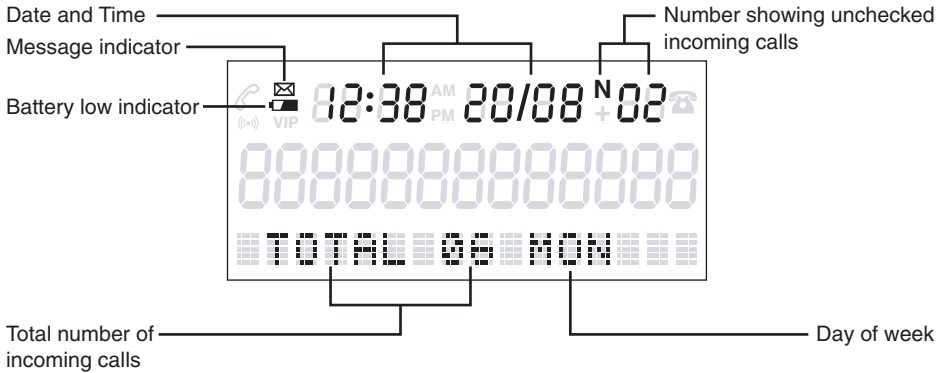 Date and Time
Number showing unchecked
incoming calls
Message indicator
Battery low indicator
12:38 AM PM 20/08 N + 02
VIP
TOTAL 06 MON
Total number of
incoming calls
Day of week